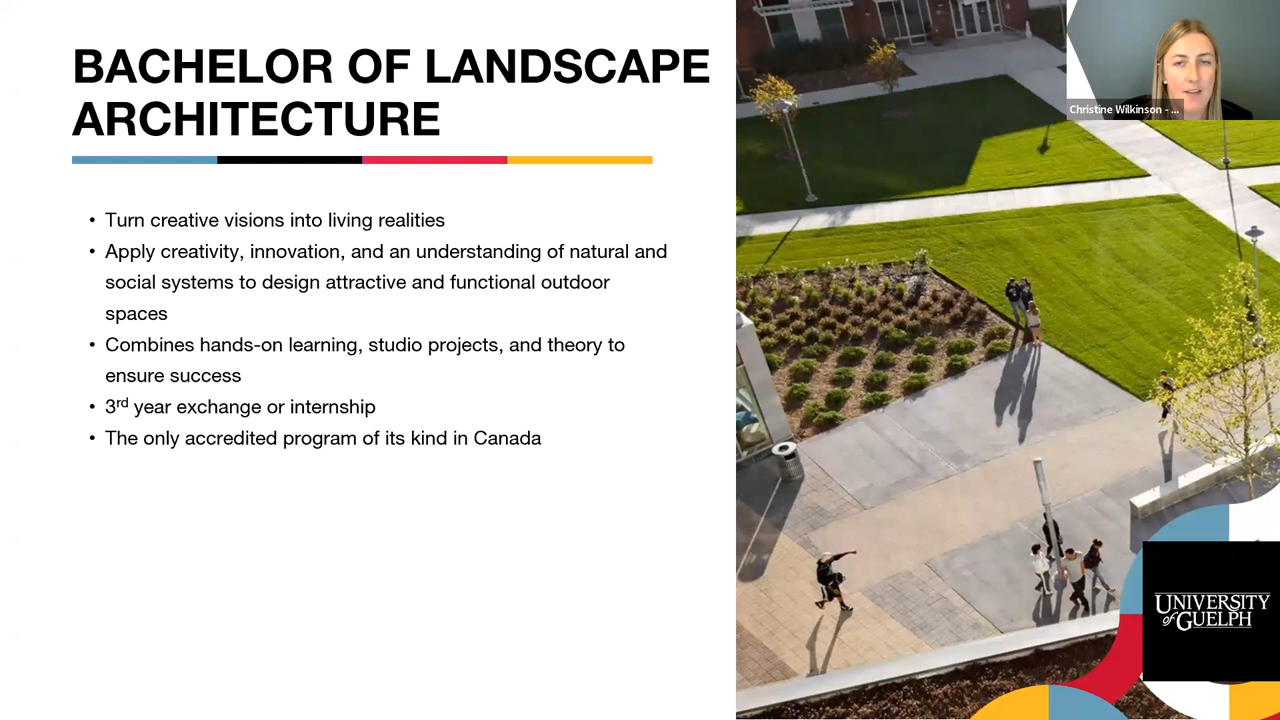 BACHELOR OF LANDSCAPE
ARCHITECTURE
• Turn creative visions into living realities
• Apply creativity, innovation, and an understanding of natural and
social systems to design attractive and functional outdoor
spaces
• Combines hands-on learning, studio projects, and theory to
ensure success
• 3rd year exchange or internship
• The only accredited program of its kind in Canada
Christine Wilkinson - ...
UNIVERSITY
of GUELPH